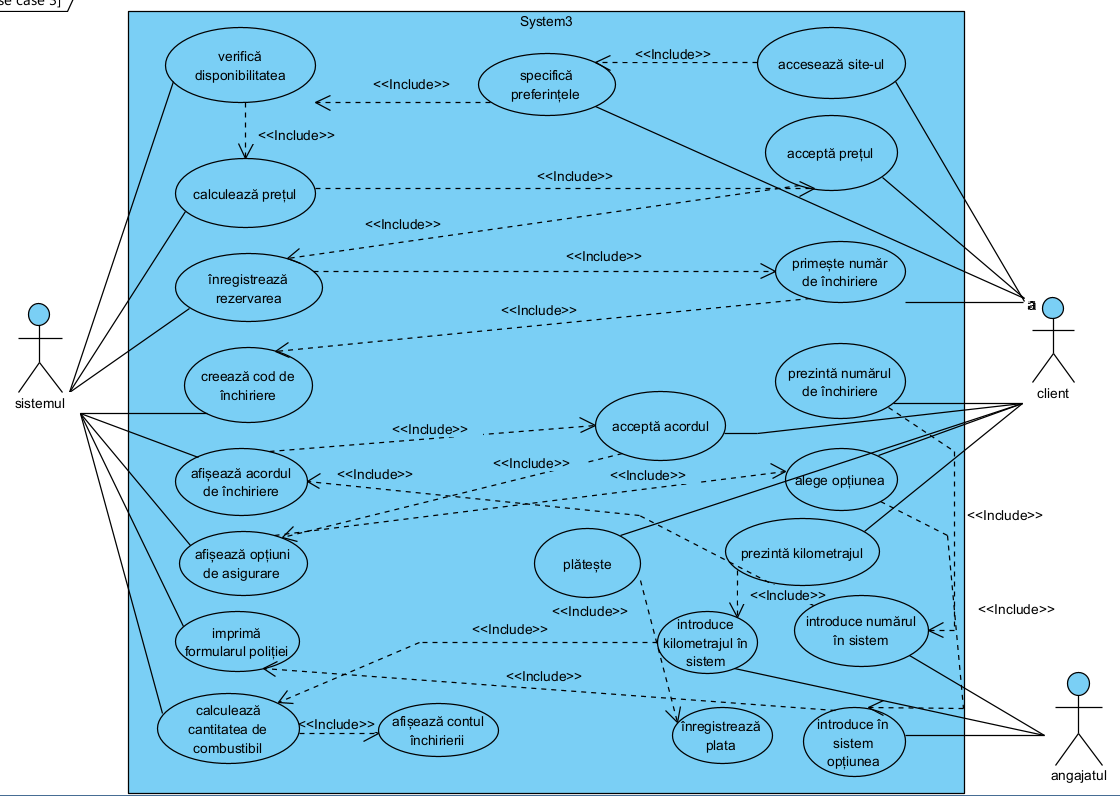 se case 3]
System3
verifică
disponibilitatea
<<Include>>
specifică
preferințele
<<Include>>
accesează site-ul
<<Include>>
acceptă prețul
calculează prețul
<<Include>>
<<Include>>
înregistrează
rezervarea
<<Include>>
primește număr
de închiriere
a
<<Include>>
sistemul
client
creează cod de
închiriere
prezintă numărul
de închiriere
<<Include>>
acceptă acordul
afișează acordul
de închiriere
<<Include>>
<<Include>>
<<Include>>
alege opțiunea
<<Include>>
afișează opțiuni
de asigurare
plătește
prezintă kilometrajul
<<Include>>
<<Include>>
<<Include>>
imprimă
formularul poliției
<<Include>>
introduce
kilometrajul în
sistem
introduce numărul
în sistem
<<Include>>
calculează
cantitatea de
combustibil
<<Include>>
afișează contul
închirierii
înregistrează
plata
introduce în
sistem
opțiunea
angajatul